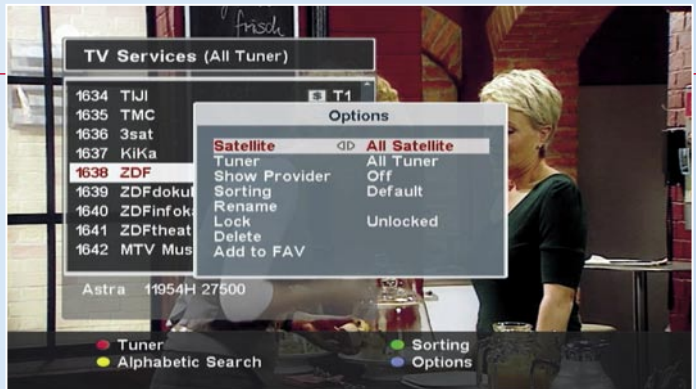 frisch
TV Services (All Tuner)
1634 TIJI $ T1
1635 TMC
1636 3sat
1637 KiKa
1638 ZDF
1639 ZDFdoku
1640 ZDFinfok
1641 ZDFtheat
1642 MTV Mus
Options
Satellite All Satellite
Tuner All Tuner
Show Provider Off
Sorting Default
Rename
Lock Unlocked
Delete
Add to FAV
Astra 11954H 27500
Tuner
Sorting
Alphabetic Search
Options